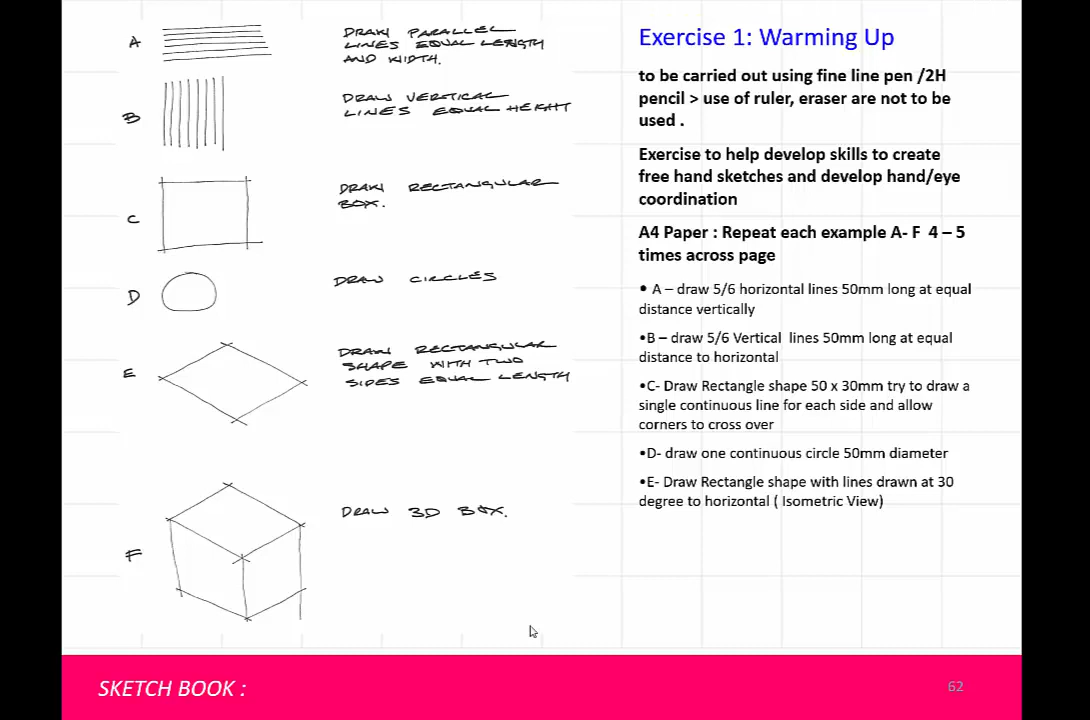 A
DRAW PARALLEL
LINES EQUAL LENGTH
AND WIDTH.
B
DRAW VERTICAL
LINES EQUAL HEIGHT
C
DRAW RECTANGULAR
BOX.
D
DRAW CIRCLES
E
DRAW RECTANGULAR
SHAPE WITH TWO
SIDES EQUAL LENGTH
F
DRAW 3D BOX.
Exercise 1: Warming Up
to be carried out using fine line pen /2H
pencil > use of ruler, eraser are not to be
used .
Exercise to help develop skills to create
free hand sketches and develop hand/eye
coordination
A4 Paper : Repeat each example A- F 4 – 5
times across page
• A – draw 5/6 horizontal lines 50mm long at equal
distance vertically
•B – draw 5/6 Vertical lines 50mm long at equal
distance to horizontal
•C- Draw Rectangle shape 50 x 30mm try to draw a
single continuous line for each side and allow
corners to cross over
•D- draw one continuous circle 50mm diameter
•E- Draw Rectangle shape with lines drawn at 30
degree to horizontal ( Isometric View)
SKETCH BOOK :
62